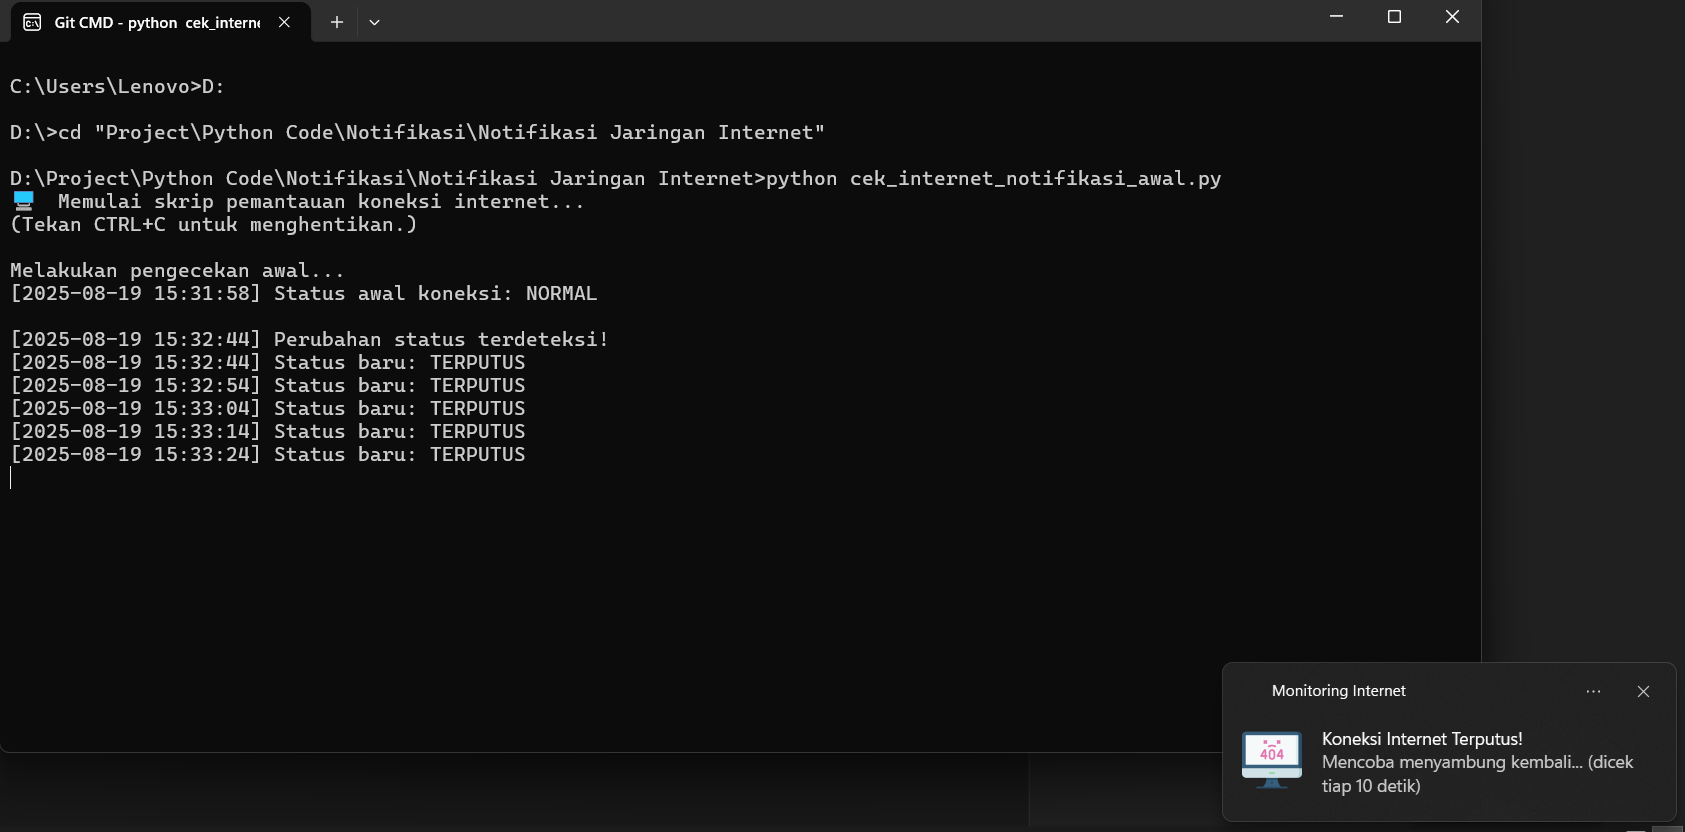 Git CMD - python cek_interne
C:\Users\Lenovo>D:
D:\>cd "Project\Python Code\Notifikasi\Notifikasi Jaringan Internet"
D:\Project\Python Code\Notifikasi\Notifikasi Jaringan Internet>python cek_internet_notifikasi_awal.py
Memulai skrip pemantauan koneksi internet...
(Tekan CTRL+C untuk menghentikan.)
Melakukan pengecekan awal...
[2025-08-19 15:31:58] Status awal koneksi: NORMAL
[2025-08-19 15:32:44] Perubahan status terdeteksi!
[2025-08-19 15:32:44] Status baru: TERPUTUS
[2025-08-19 15:32:54] Status baru: TERPUTUS
[2025-08-19 15:33:04] Status baru: TERPUTUS
[2025-08-19 15:33:14] Status baru: TERPUTUS
[2025-08-19 15:33:24] Status baru: TERPUTUS
Monitoring Internet
404
Koneksi Internet Terputus!
Mencoba menyambung kembali... (dicek
tiap 10 detik)